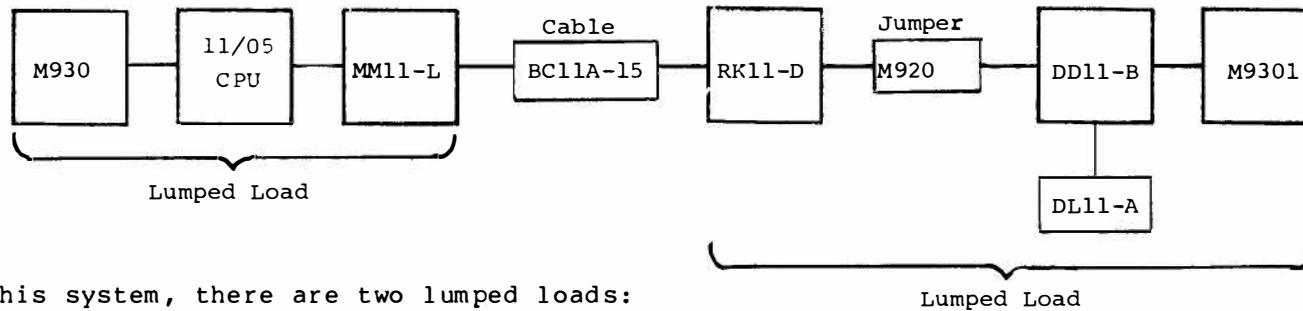 Cable
Jumper
M930
11/05
CPU
MM11-L
BC11A-15
RK11-D
M920
DD11-B
M9301
Lumped Load
DL11-A
his system, there are two lumped loads:
Lumped Load